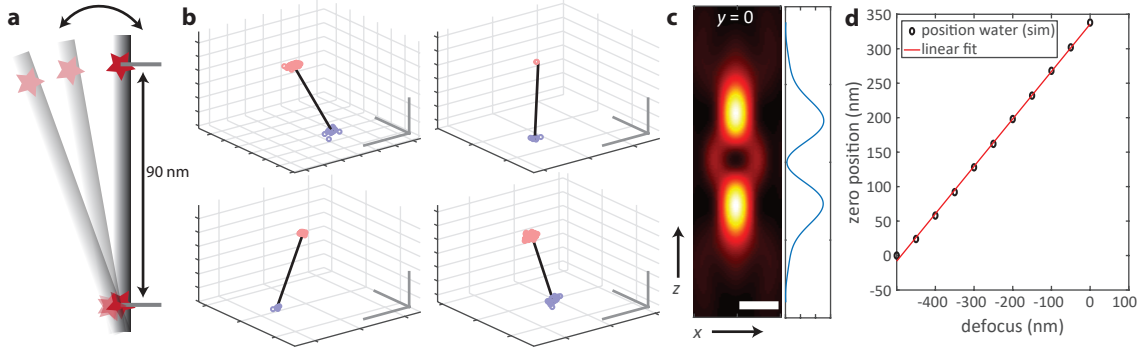 a
90 nm
b
c
y = 0
z
x
d
350
300
250
200
150
100
50
0
-50
position water (sim)
linear fit
zero position (nm)
-400
-300
-200
-100
0
100
defocus (nm)